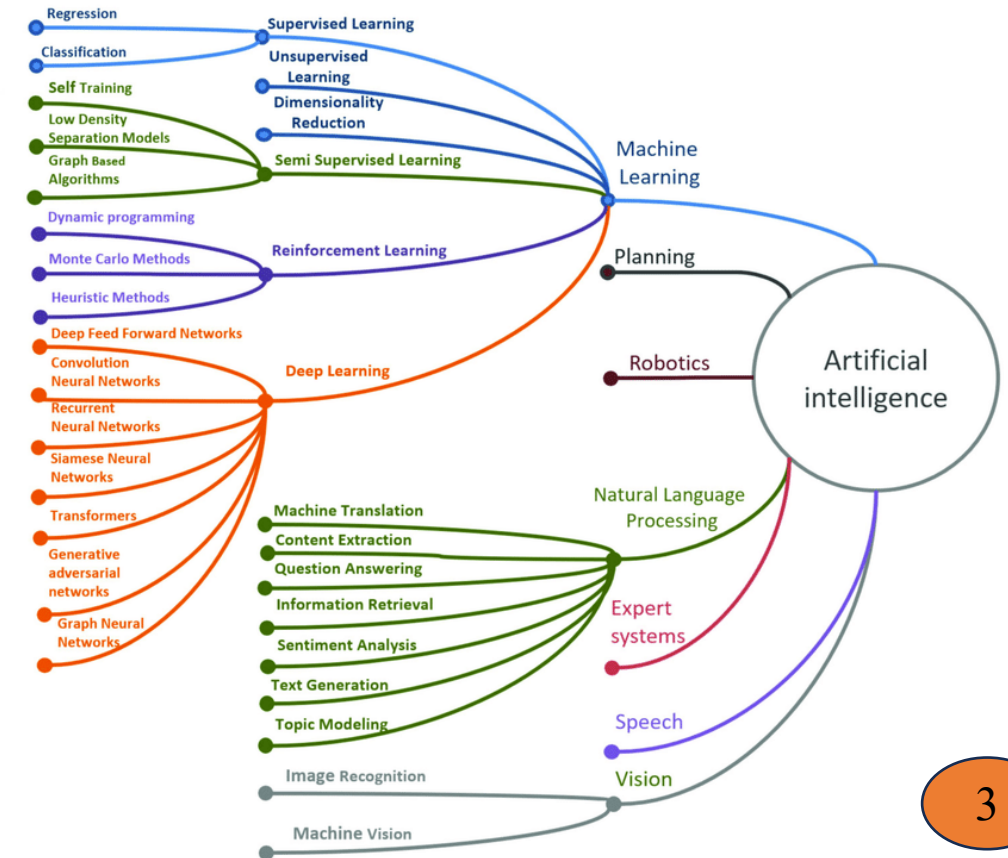 Regression
Classification
Supervised Learning
Unsupervised
Learning
Dimensionality
Reduction
Self Training
Low Density
Separation Models
Graph Based
Algorithms
Semi Supervised Learning
Machine
Learning
Dynamic programming
Monte Carlo Methods
Heuristic Methods
Reinforcement Learning
Planning
Deep Feed Forward Networks
Convolution
Neural Networks
Recurrent
Neural Networks
Siamese Neural
Networks
Transformers
Generative
adversarial
networks
Graph Neural
Networks
Deep Learning
Robotics
Artificial
intelligence
Natural Language
Processing
Machine Translation
Content Extraction
Question Answering
Information Retrieval
Sentiment Analysis
Text Generation
Topic Modeling
Expert
systems
Speech
Vision
Image Recognition
Machine Vision
3